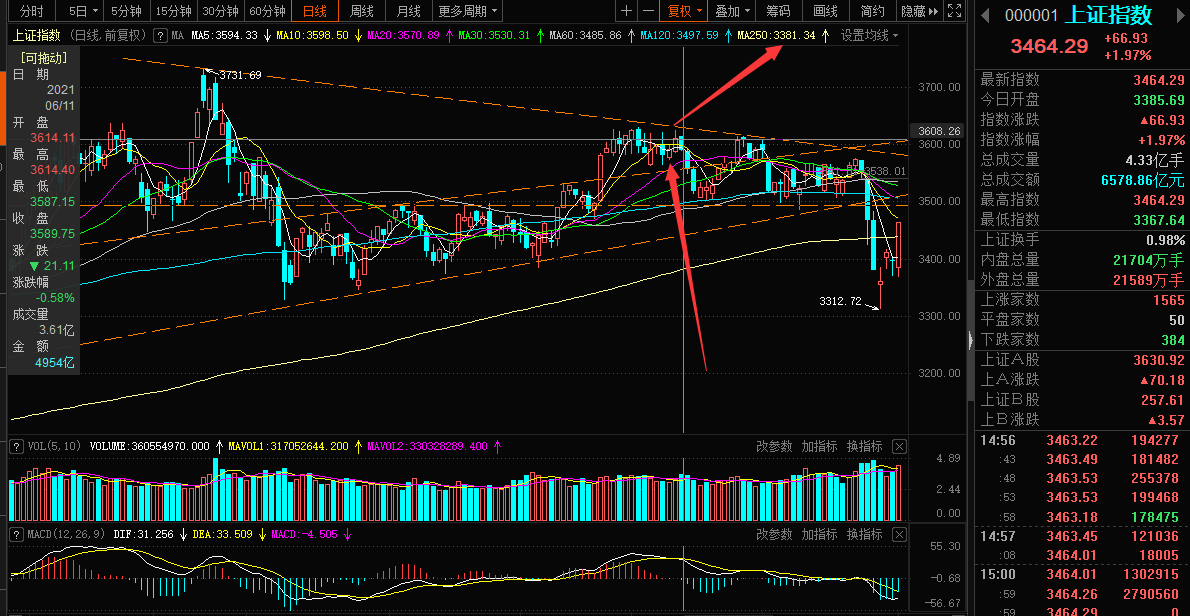 分时 5日 5分钟 15分钟 30分钟 60分钟 日线 周线 月线 更多周期 复权 叠加 筹码 画线 简约 隐藏
上证指数 (日线, 前复权) ? MA MA5:3594.33 ↓ MA10:3598.50 ↓ MA20:3570.89 ↑ MA30:3530.31 ↑ MA60:3485.86 ↑ MA120:3497.59 ↑ MA250:3381.34 ↑ 设置均线
[可拖动]
日 期
2021
06/11
开 盘
3614.11
最 高
3614.40
最 低
3587.15
收 盘
3589.75
涨 跌
▼21.11
涨跌幅
-0.58%
成交量
3.61亿
金 额
4954亿
3731.69
3312.72
3538.01
3700.00
3608.26
3600.00
3500.00
3400.00
3300.00
3200.00
? VOL(5,10) VOLUME:360554970.000 ↑ MAVOL1:317052644.200 ↑ MAVOL2:330328269.400 ↑ 改参数 加指标 换指标
4.89
2.44
0.00
? MACD(12,26,9) DIF:31.256 ↓ DEA:33.509 ↓ MACD:-4.505 ↓ 改参数 加指标 换指标
55.30
-0.68
-56.67
000001 上证指数
3464.29 +66.93
+1.97%
最新指数 3464.29
今日开盘 3385.69
指数涨跌 ▲66.93
指数涨幅 +1.97%
总成交量 4.33亿手
总成交额 6578.86亿元
最高指数 3464.29
最低指数 3367.64
上证换手 0.98%
内盘总量 21704万手
外盘总量 21589万手
上涨家数 1565
平盘家数 50
下跌家数 384
上证A股 3630.92
上A涨跌 ▲70.18
上证B股 257.61
上B涨跌 ▲3.57
14:56 3463.22 194277
:43 3463.49 181482
:48 3463.53 255378
:53 3463.53 199468
:58 3463.18 178475
14:57 3463.45 121036
:08 3464.01 18005
15:00 3464.01 1302915
:59 3464.26 2790560
:59 3464.29 0